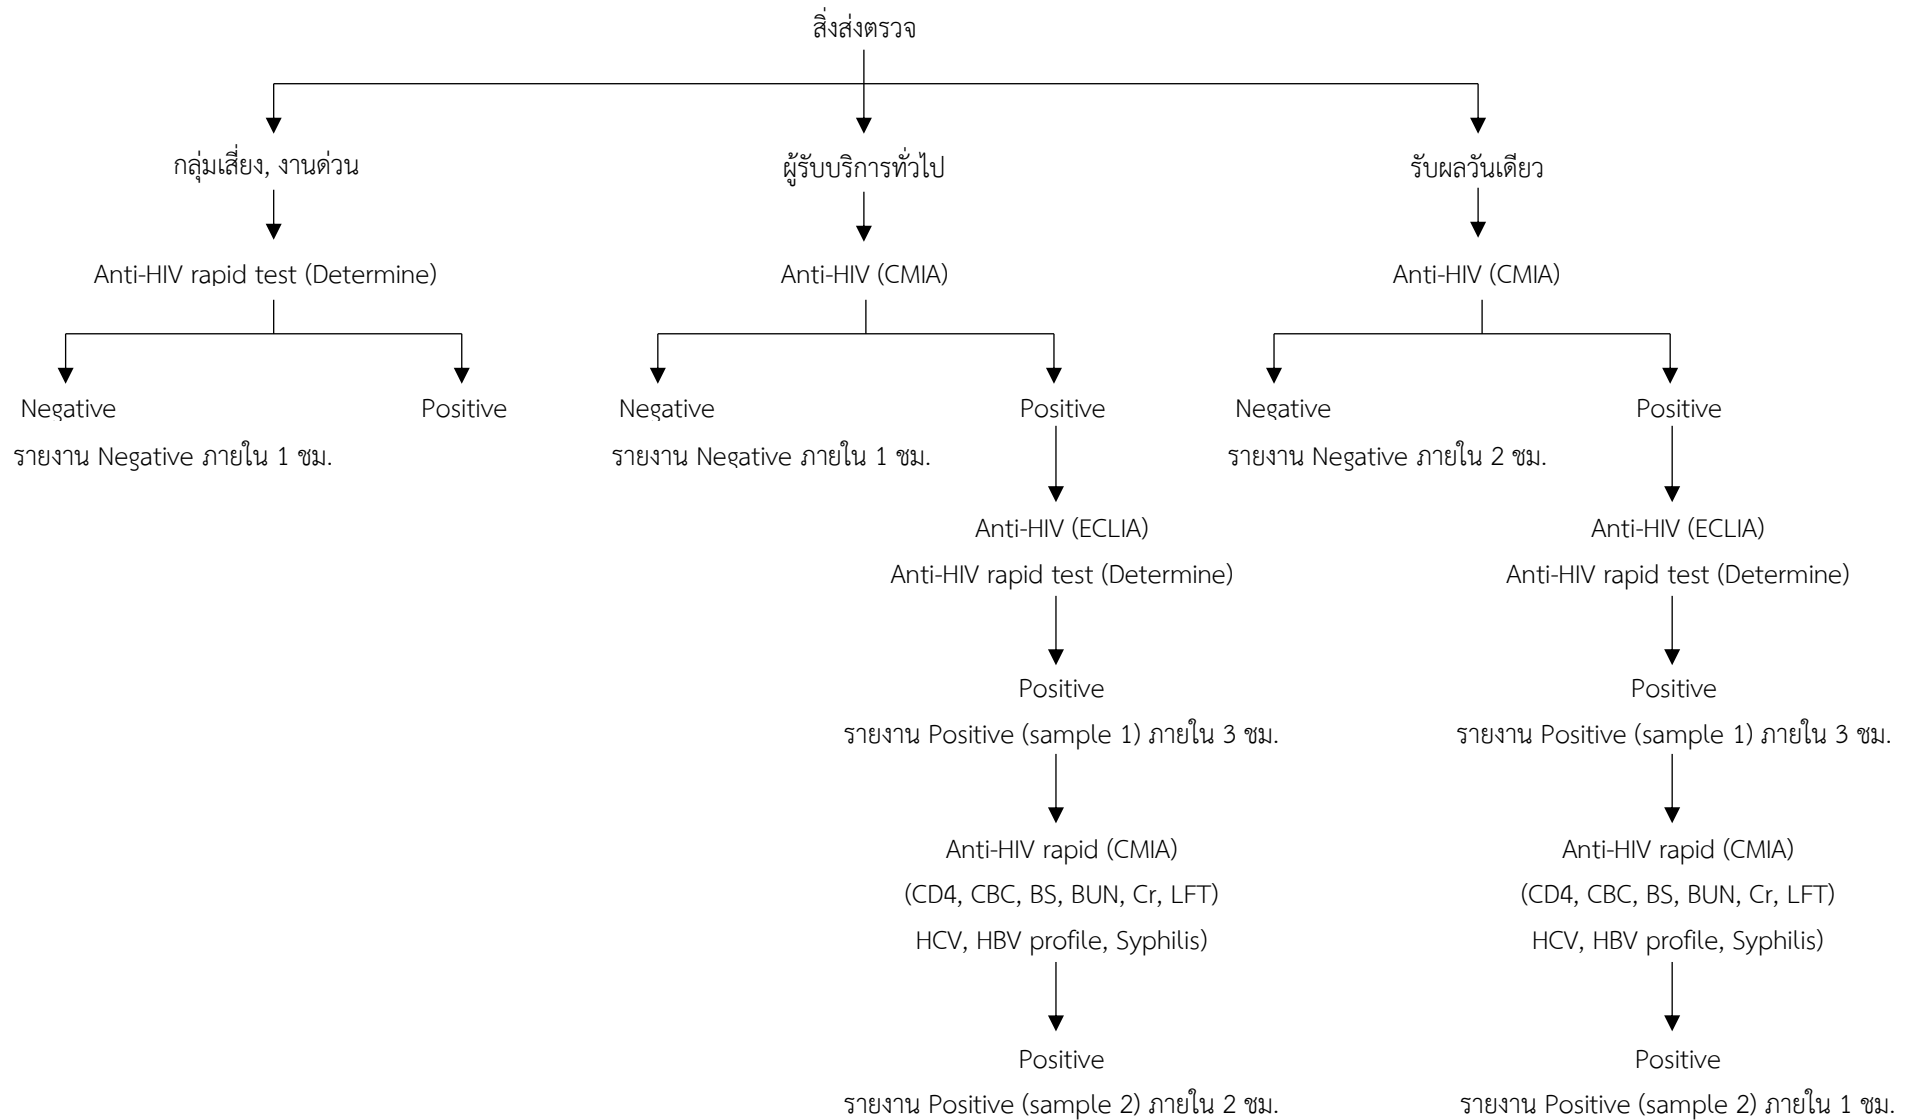 สิ่งส่งตรวจ
กลุ่มเสี่ยง, งานด่วน
ผู้รับบริการทั่วไป
รับผลวันเดียว
Anti-HIV rapid test (Determine)
Anti-HIV (CMIA)
Anti-HIV (CMIA)
Negative
Positive
Negative
Positive
Negative
Positive
รายงาน Negative ภายใน 1 ชม.
รายงาน Negative ภายใน 1 ชม.
รายงาน Negative ภายใน 2 ชม.
Anti-HIV (ECLIA)
Anti-HIV rapid test (Determine)
Anti-HIV (ECLIA)
Anti-HIV rapid test (Determine)
Positive
รายงาน Positive (sample 1) ภายใน 3 ชม.
Positive
รายงาน Positive (sample 1) ภายใน 3 ชม.
Anti-HIV rapid (CMIA)
(CD4, CBC, BS, BUN, Cr, LFT)
HCV, HBV profile, Syphilis)
Anti-HIV rapid (CMIA)
(CD4, CBC, BS, BUN, Cr, LFT)
HCV, HBV profile, Syphilis)
Positive
รายงาน Positive (sample 2) ภายใน 2 ชม.
Positive
รายงาน Positive (sample 2) ภายใน 1 ชม.